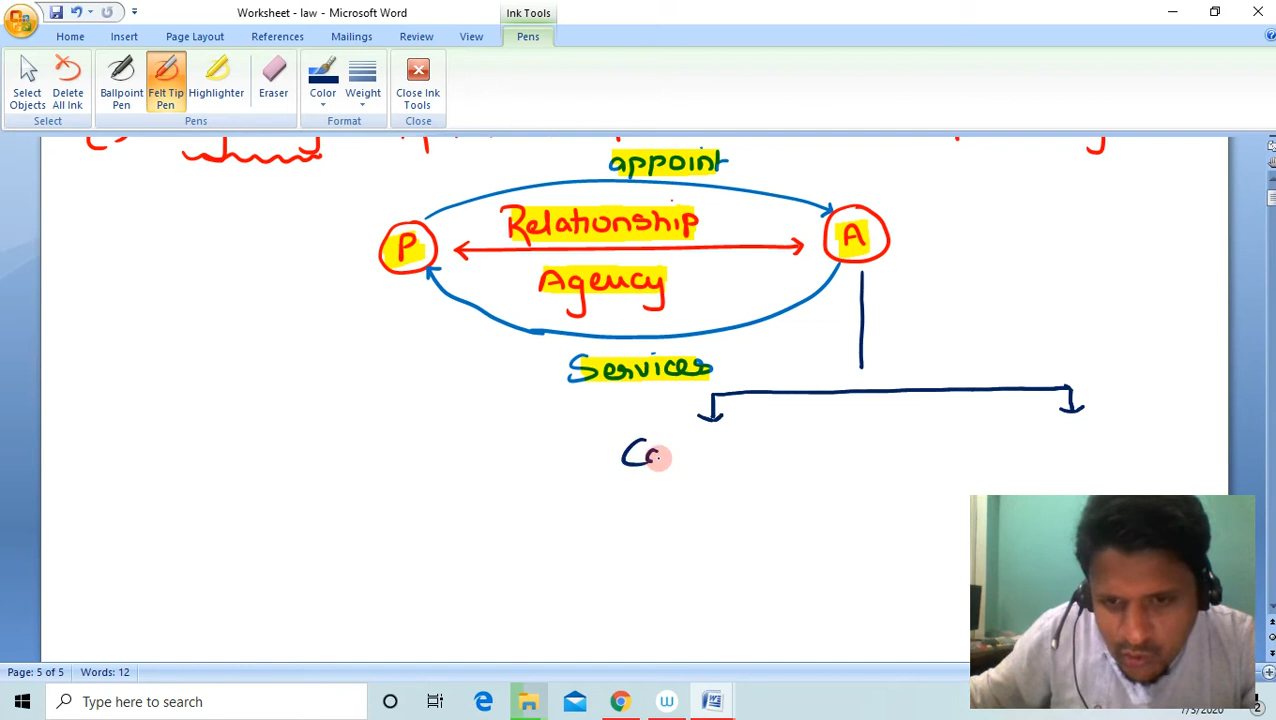 Worksheet - law - Microsoft Word
Ink Tools
Home Insert Page Layout References Mailings Review View Pens
Select Objects
Delete All Ink
Ballpoint Pen
Felt Tip Pen
Highlighter
Eraser
Color
Weight
Close Ink Tools
Select Pens Format Close
appoint
P Relationship A
Agency
Services
Page: 5 of 5 Words: 12
Type here to search
2